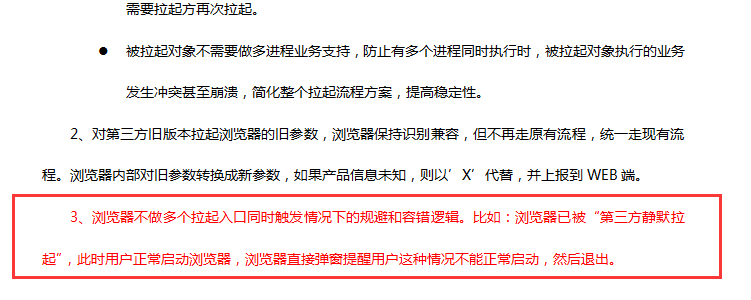 需要拉起方再次拉起。
● 被拉起对象不需要做多进程业务支持，防止有多个进程同时执行时，被拉起对象执行的业务
发生冲突甚至崩溃，简化整个拉起流程方案，提高稳定性。
2、对第三方旧版本拉起浏览器的旧参数，浏览器保持识别兼容，但不再走原有流程，统一走现有流
程。浏览器内部对旧参数转换成新参数，如果产品信息未知，则以’X’代替，并上报到 WEB 端。
3、浏览器不做多个拉起入口同时触发情况下的规避和容错逻辑。比如：浏览器已被“第三方静默拉
起”，此时用户正常启动浏览器，浏览器直接弹窗提醒用户这种情况不能正常启动，然后退出。